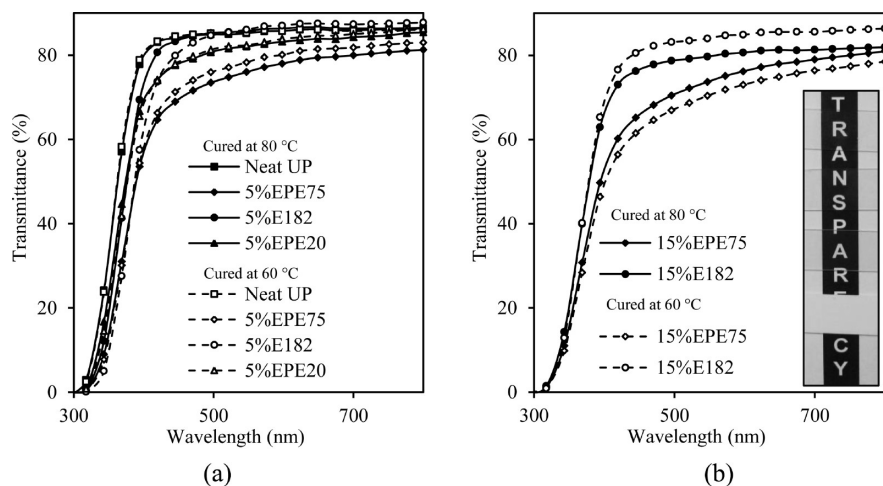 Transmittance (%)
80
60
40
20
0
300
500
700
Wavelength (nm)
Cured at 80 °C
Neat UP
5%EPE75
5%E182
5%EPE20
Cured at 60 °C
Neat UP
5%EPE75
5%E182
5%EPE20
(a)
Transmittance (%)
80
60
40
20
0
300
500
700
Wavelength (nm)
Cured at 80 °C
15%EPE75
15%E182
Cured at 60 °C
15%EPE75
15%E182
TRANSPARE
CY
(b)